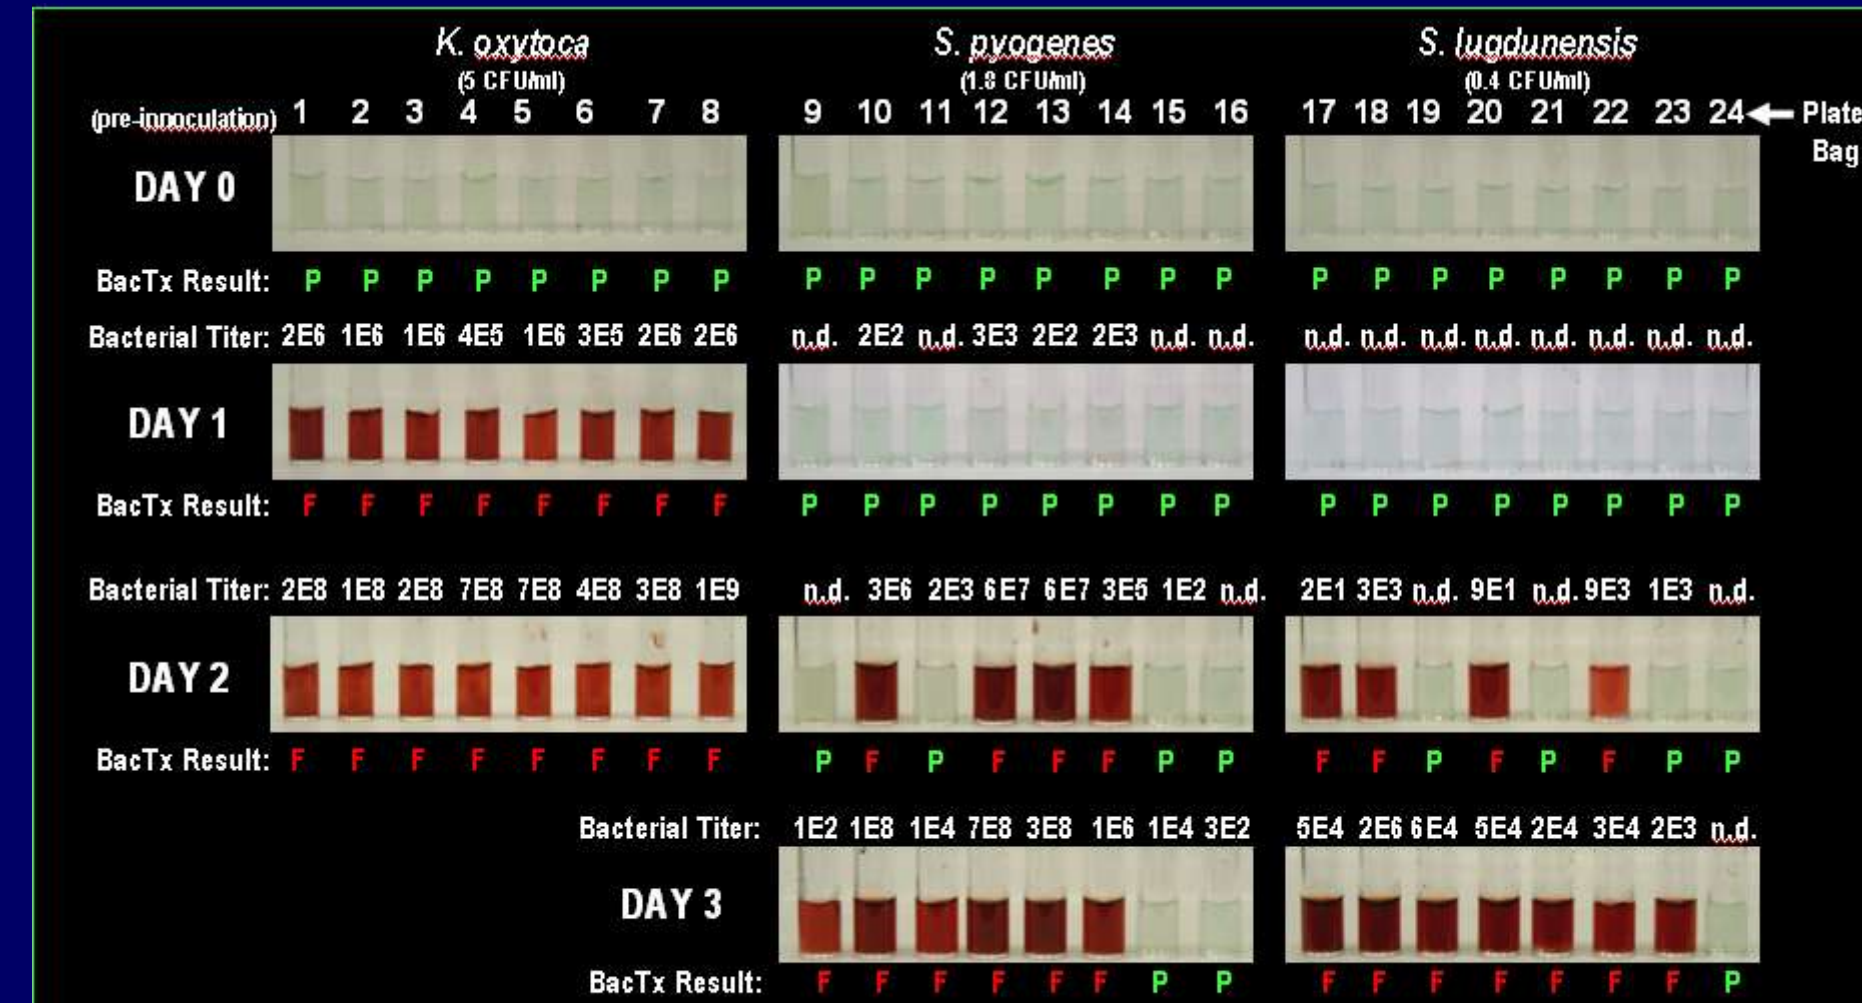 K. oxytoca S. pyogenes S. lugdunensis
(5 CFU/ml) (1.8 CFU/ml) (0.4 CFU/ml)
(pre-innoculation) 1 2 3 4 5 6 7 8 9 10 11 12 13 14 15 16 17 18 19 20 21 22 23 24 Plate
Bag
DAY 0
BacTx Result: P P P P P P P P P P P P P P P P P P P P P P P P
Bacterial Titer: 2E6 1E6 1E6 4E5 1E6 3E5 2E6 2E6 n.d. 2E2 n.d. 3E3 2E2 2E3 n.d. n.d. n.d. n.d. n.d. n.d. n.d. n.d. n.d. n.d.
DAY 1
BacTx Result: F F F F F F F F P P P P P P P P P P P P P P P P
Bacterial Titer: 2E8 1E8 2E8 7E8 7E8 4E8 3E8 1E9 n.d. 3E6 2E3 6E7 6E7 3E5 1E2 n.d. 2E1 3E3 n.d. 9E1 n.d. 9E3 1E3 n.d.
DAY 2
BacTx Result: F F F F F F F F P F P F F F P P F F P F P F P P
Bacterial Titer: 1E2 1E8 1E4 7E8 3E8 1E6 1E4 3E2 5E4 2E6 6E4 5E4 2E4 3E4 2E3 n.d.
DAY 3
BacTx Result: F F F F F F P P F F F F F F F P